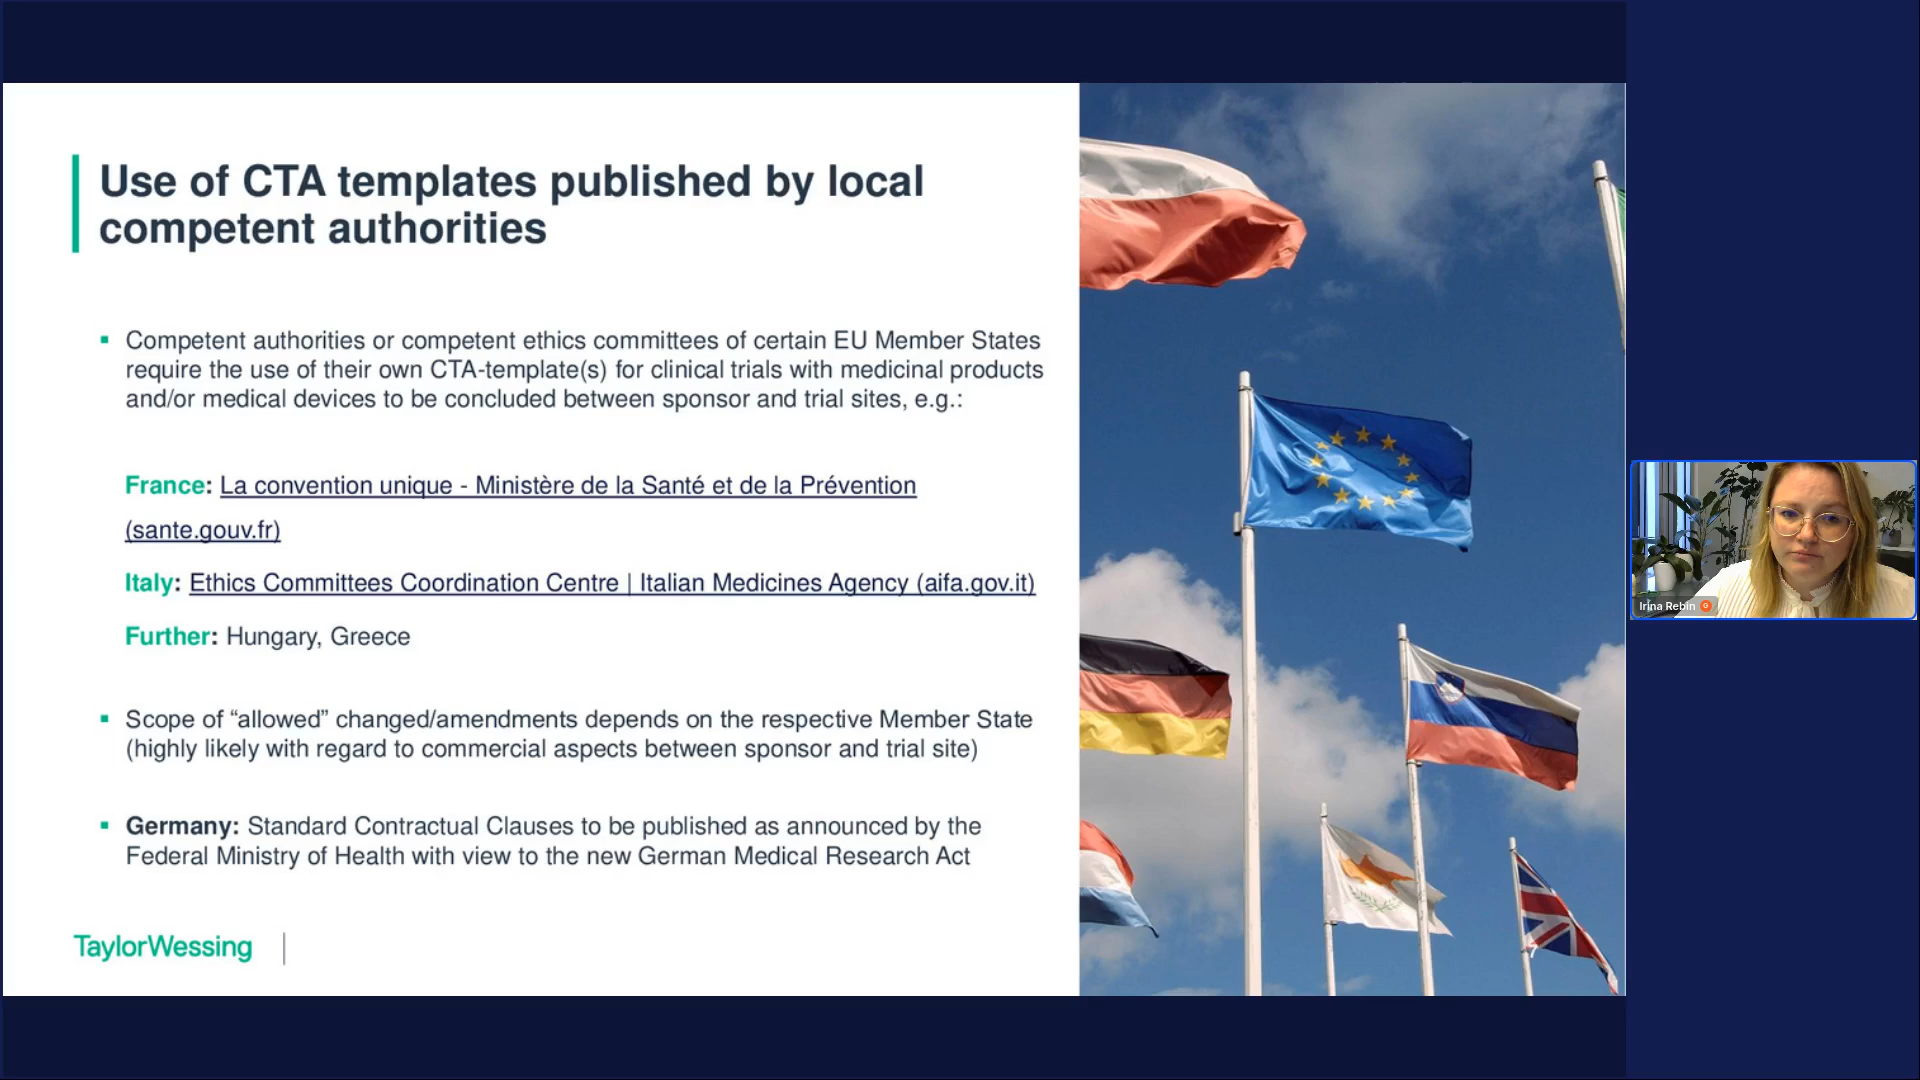 Use of CTA templates published by local
competent authorities
▪ Competent authorities or competent ethics committees of certain EU Member States
require the use of their own CTA-template(s) for clinical trials with medicinal products
and/or medical devices to be concluded between sponsor and trial sites, e.g.:
France: La convention unique - Ministère de la Santé et de la Prévention
(sante.gouv.fr)
Italy: Ethics Committees Coordination Centre | Italian Medicines Agency (aifa.gov.it)
Further: Hungary, Greece
▪ Scope of “allowed” changed/amendments depends on the respective Member State
(highly likely with regard to commercial aspects between sponsor and trial site)
▪ Germany: Standard Contractual Clauses to be published as announced by the
Federal Ministry of Health with view to the new German Medical Research Act
TaylorWessing
Irina Rebin G